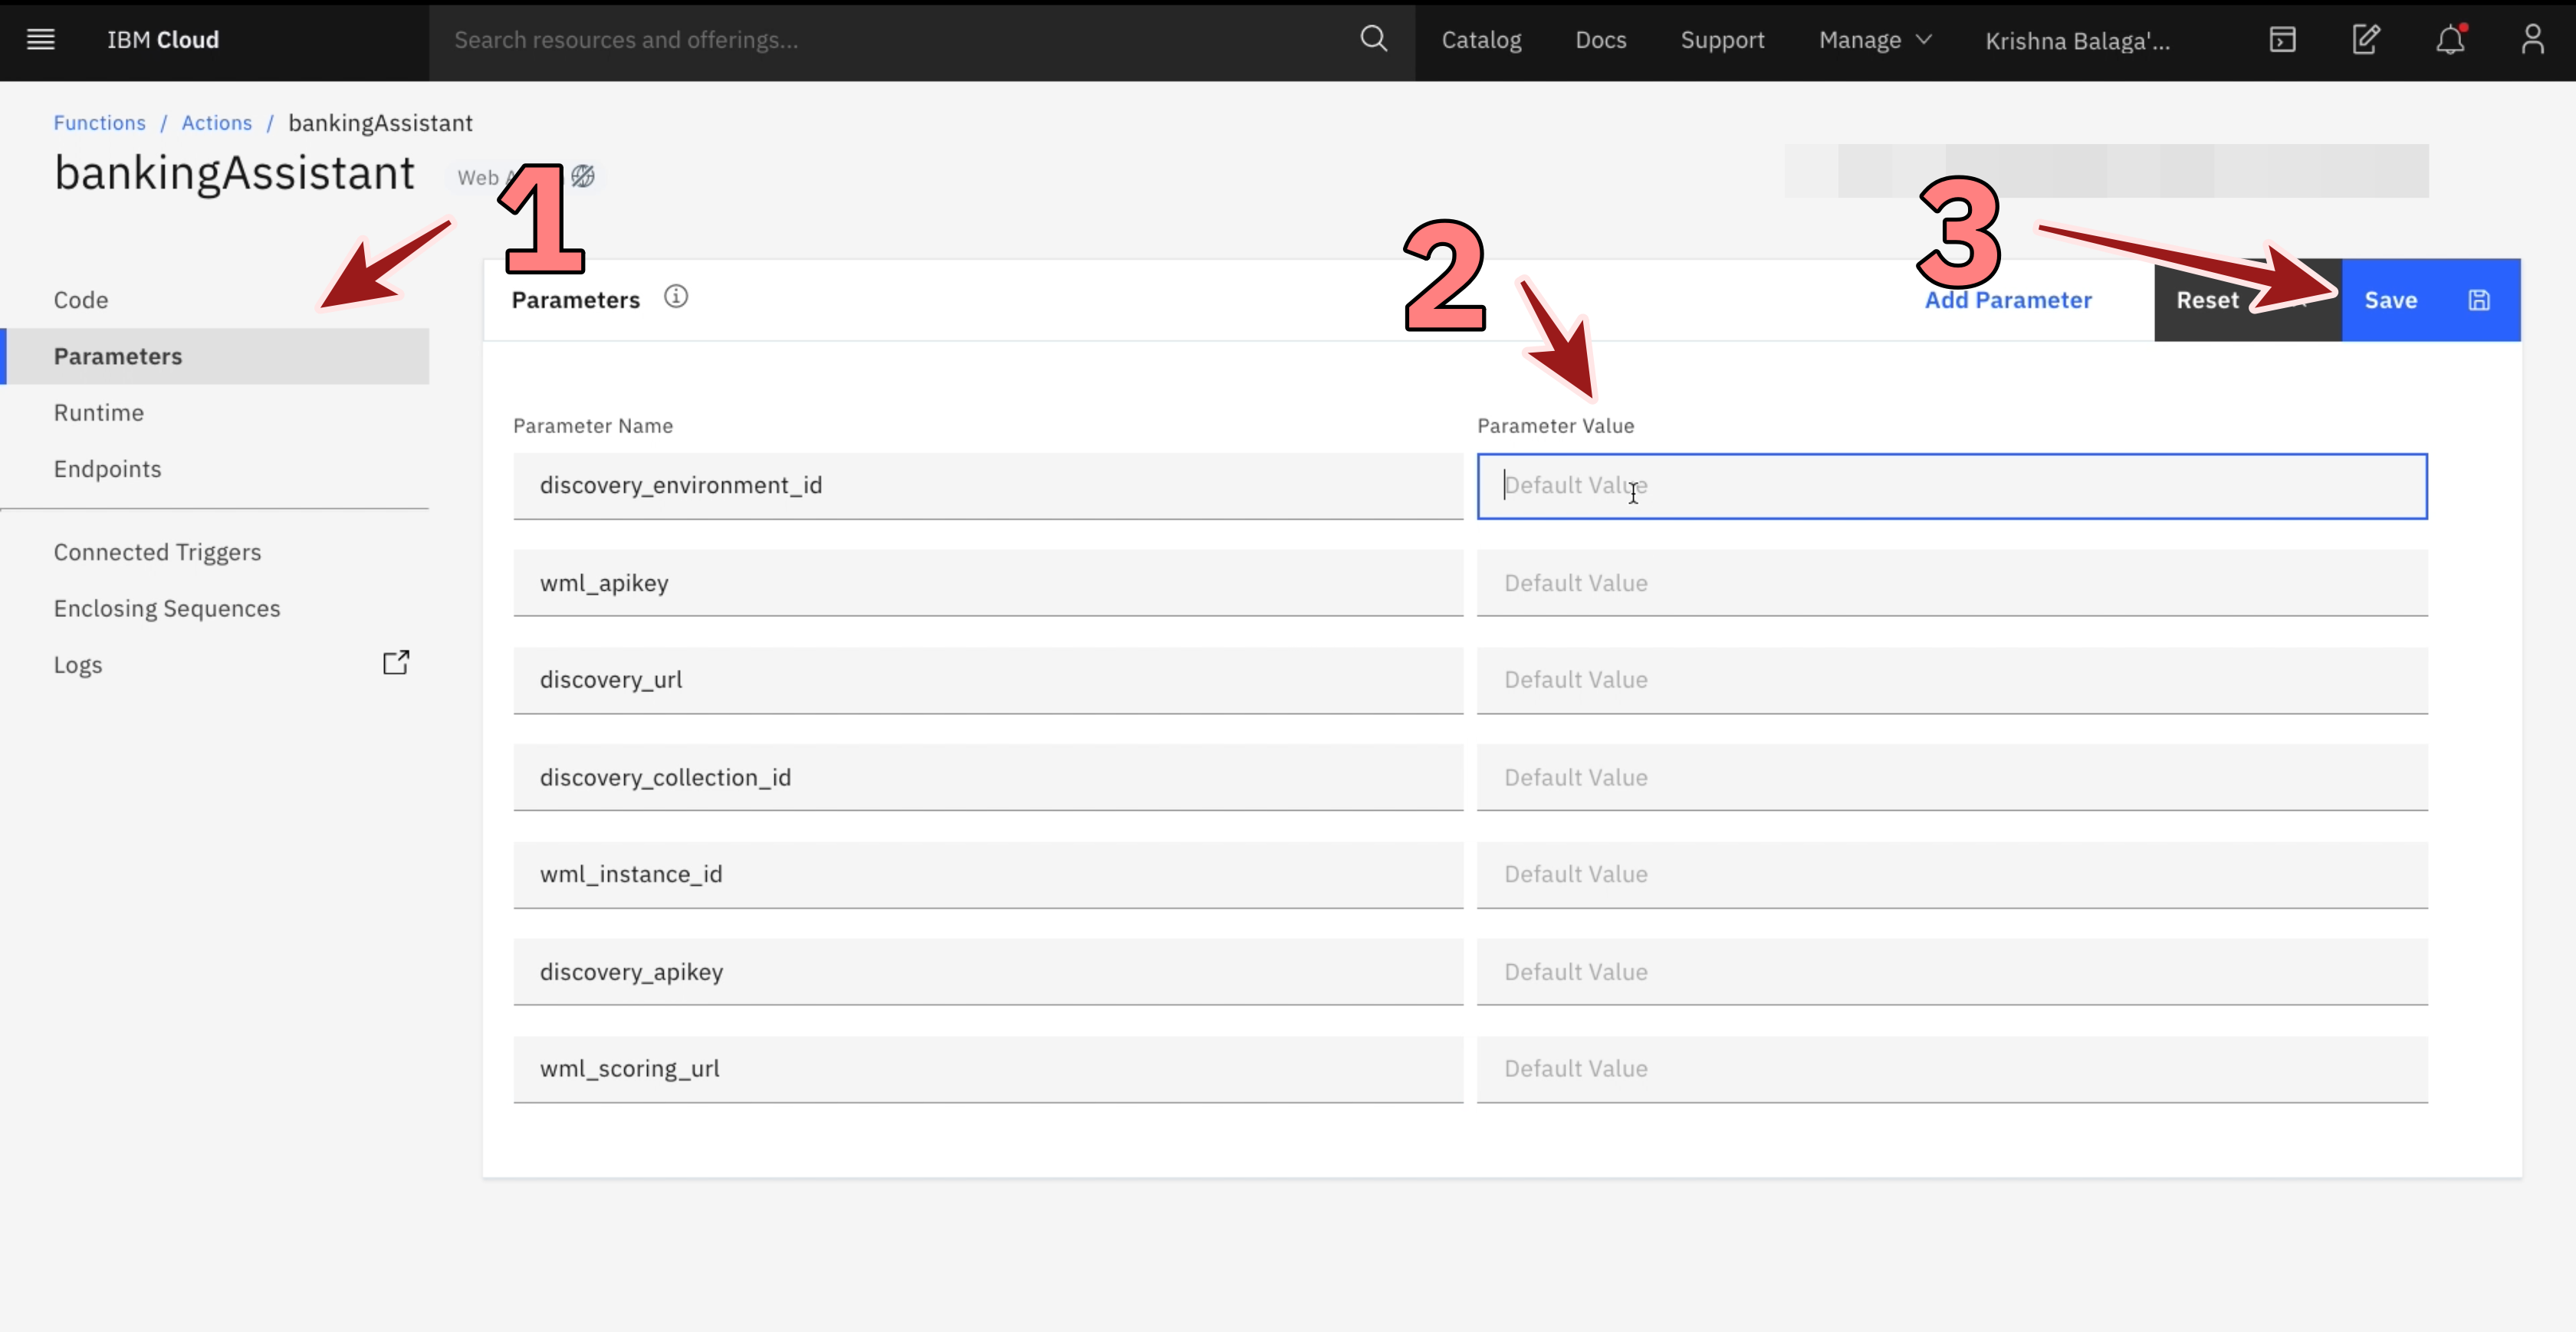 IBM Cloud
Search resources and offerings...
Catalog
Docs
Support
Manage
Krishna Balaga'...
Functions / Actions / bankingAssistant
bankingAssistant
Web
1
2
3
Code
Parameters
Runtime
Endpoints
Connected Triggers
Enclosing Sequences
Logs
Parameters
Add Parameter
Reset
Save
Parameter Name
Parameter Value
discovery_environment_id
Default Value
wml_apikey
Default Value
discovery_url
Default Value
discovery_collection_id
Default Value
wml_instance_id
Default Value
discovery_apikey
Default Value
wml_scoring_url
Default Value